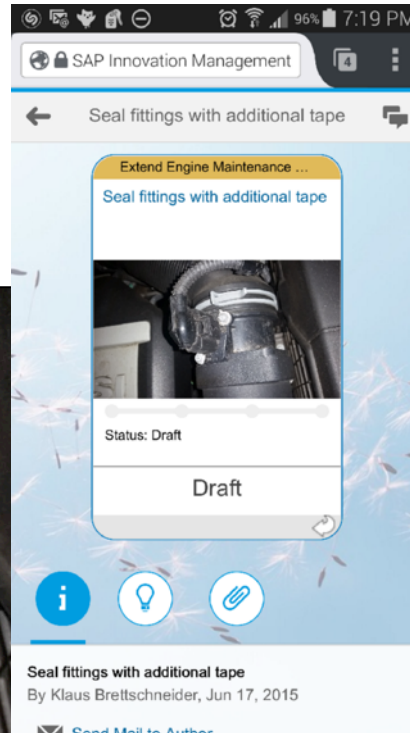 96% 7:19 PM
SAP Innovation Management
4
Seal fittings with additional tape
Extend Engine Maintenance ...
Seal fittings with additional tape
Status: Draft
Draft
i
Seal fittings with additional tape
By Klaus Brettschneider, Jun 17, 2015
Send Mail to Author